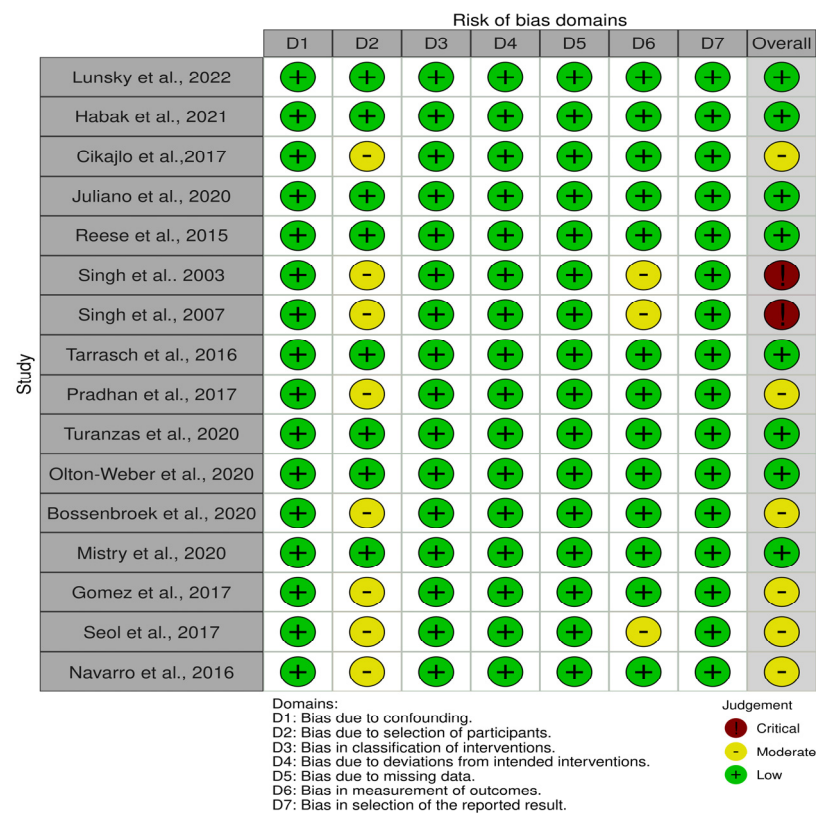 Risk of bias domains
D1 D2 D3 D4 D5 D6 D7 Overall
Study
Lunsky et al., 2022 + + + + + + + +
Habak et al., 2021 + + + + + + + +
Cikajlo et al.,2017 + - + + + + + -
Juliano et al., 2020 + + + + + + + +
Reese et al., 2015 + + + + + + + +
Singh et al.. 2003 + - + + + - + !
Singh et al., 2007 + - + + + - + !
Tarrasch et al., 2016 + + + + + + + +
Pradhan et al., 2017 + - + + + + + -
Turanzas et al., 2020 + + + + + + + +
Olton-Weber et al., 2020 + + + + + + + +
Bossenbroek et al., 2020 + - + + + + + -
Mistry et al., 2020 + + + + + + + +
Gomez et al., 2017 + - + + + + + -
Seol et al., 2017 + - + + + - + -
Navarro et al., 2016 + - + + + + + -
Domains:
D1: Bias due to confounding.
D2: Bias due to selection of participants.
D3: Bias in classification of interventions.
D4: Bias due to deviations from intended interventions.
D5: Bias due to missing data.
D6: Bias in measurement of outcomes.
D7: Bias in selection of the reported result.
Judgement
! Critical
- Moderate
+ Low